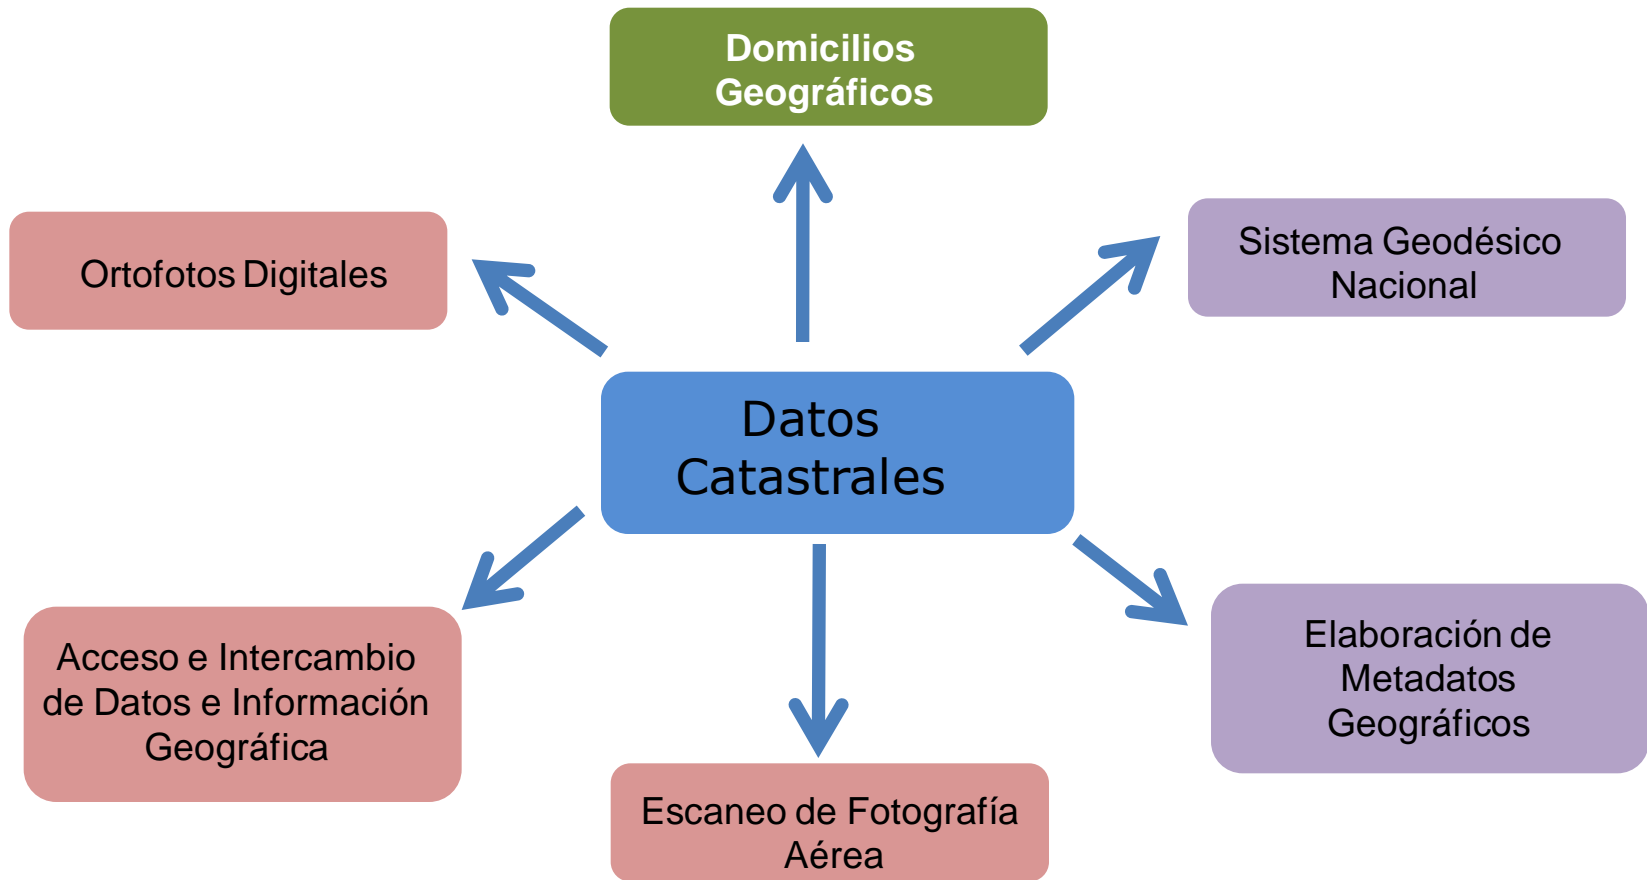 Domicilios
Geográficos
Ortofotos Digitales
Sistema Geodésico
Nacional
Datos
Catastrales
Acceso e Intercambio
de Datos e Información
Geográfica
Elaboración de
Metadatos
Geográficos
Escaneo de Fotografía
Aérea